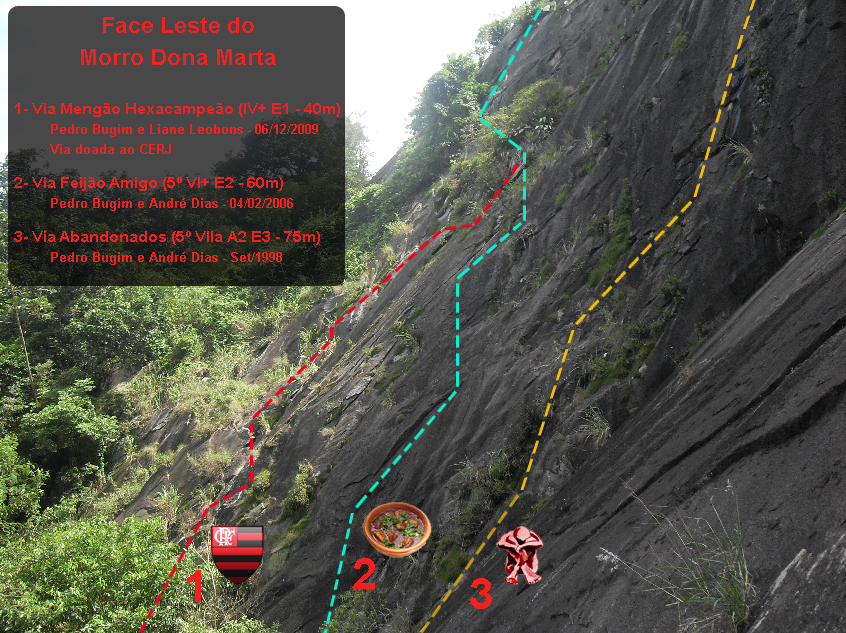 Face Leste do
Morro Dona Marta
1- Via Mengão Hexacampeão (IV+ E1 - 40m)
Pedro Bugim e Liane Leobons - 06/12/2009
Via doada ao CERJ
2- Via Feijão Amigo (5º VI+ E2 - 60m)
Pedro Bugim e André Dias - 04/02/2006
3- Via Abandonados (5º VIIa A2 E3 - 75m)
Pedro Bugim e André Dias - Set/1998
1
2
3